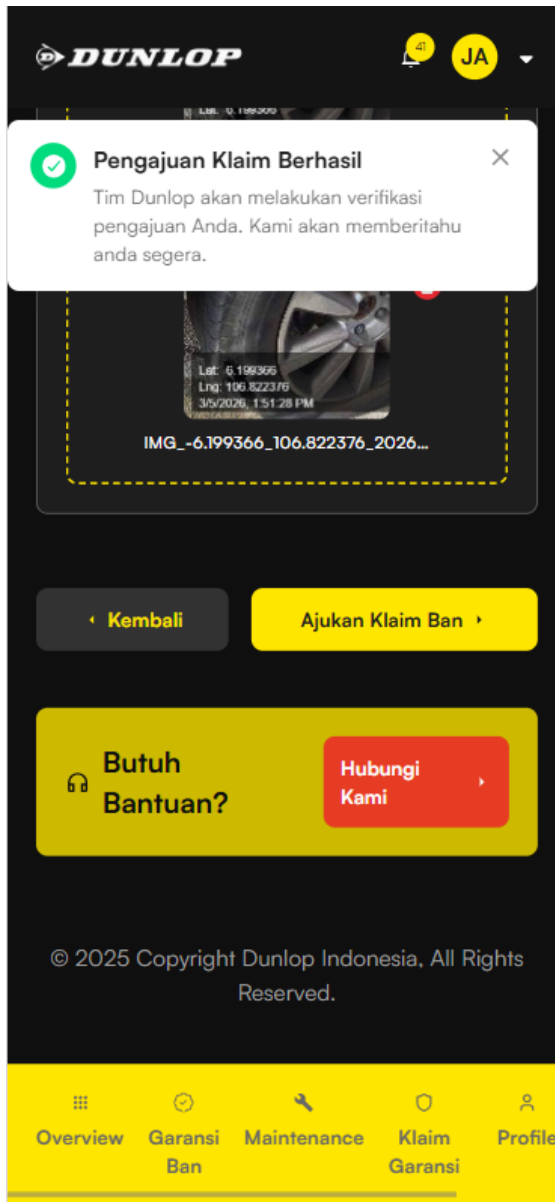 DUNLOP
41
JA
Lat: -6.199366
Pengajuan Klaim Berhasil
Tim Dunlop akan melakukan verifikasi
pengajuan Anda. Kami akan memberitahu
anda segera.
Lat: -6.199366
Lng: 106.822376
3/5/2026, 1:51:28 PM
IMG_-6.199366_106.822376_2026...
Kembali
Ajukan Klaim Ban
Butuh
Bantuan?
Hubungi
Kami
© 2025 Copyright Dunlop Indonesia, All Rights
Reserved.
Overview
Garansi
Ban
Maintenance
Klaim
Garansi
Profile